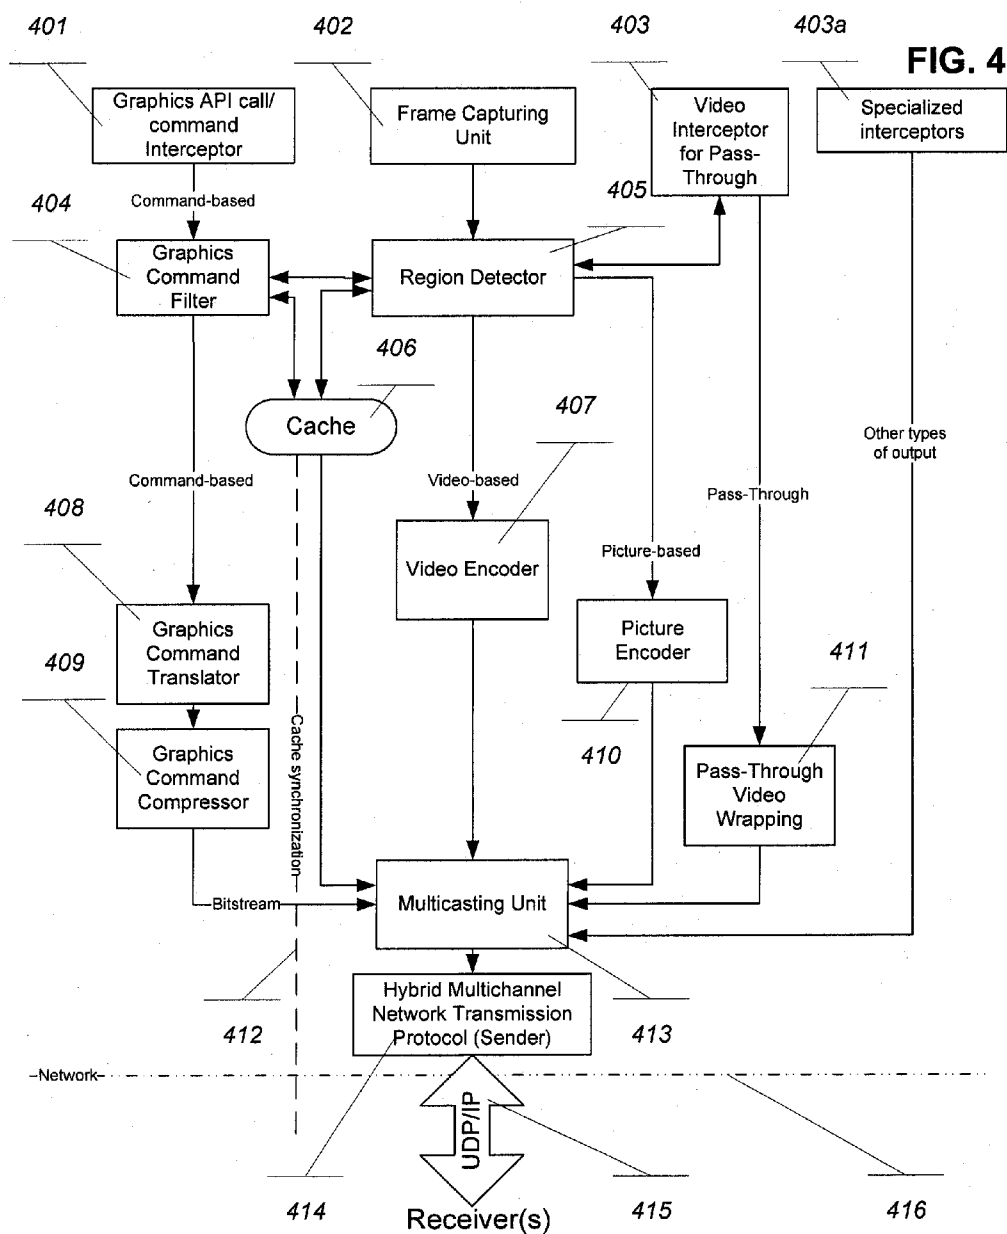 401
402
403
403a
FIG. 4
Graphics API call/
command
Interceptor
Frame Capturing
Unit
Video
Interceptor
for Pass-
Through
Specialized
interceptors
404
Command-based
405
Graphics
Command
Filter
Region Detector
406
Cache
407
Other types
of output
Command-based
Video-based
Pass-Through
408
Video Encoder
Picture-based
Graphics
Command
Translator
Picture
Encoder
409
411
Cache synchronization
Graphics
Command
Compressor
410
Pass-Through
Video
Wrapping
Bitstream
Multicasting Unit
Hybrid Multichannel
Network Transmission
Protocol (Sender)
412
413
Network
UDP/IP
414
Receiver(s)
415
416